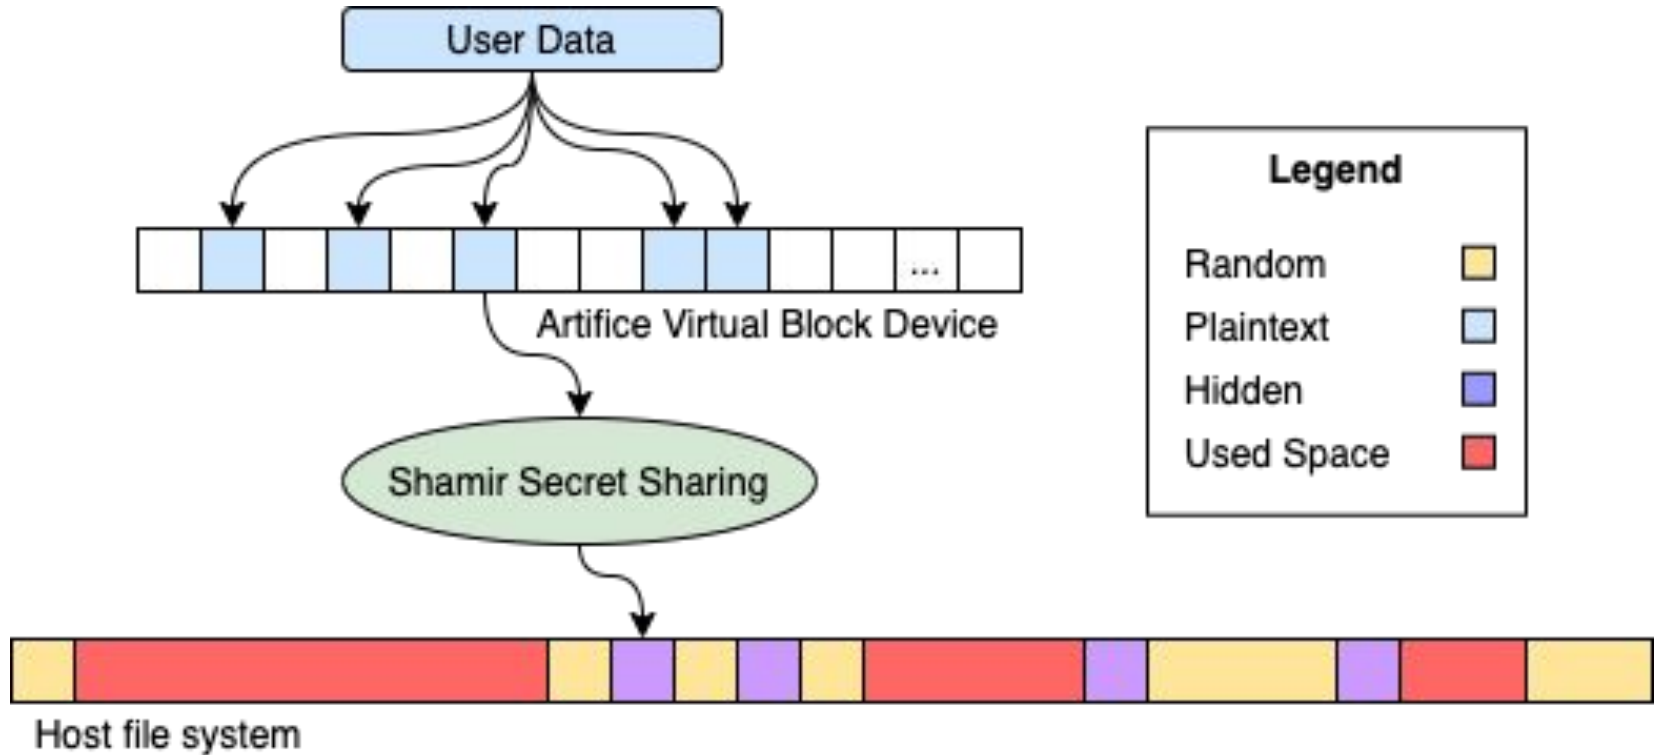 User Data
...
Artifice Virtual Block Device
Shamir Secret Sharing
Host file system
Legend
Random
Plaintext
Hidden
Used Space